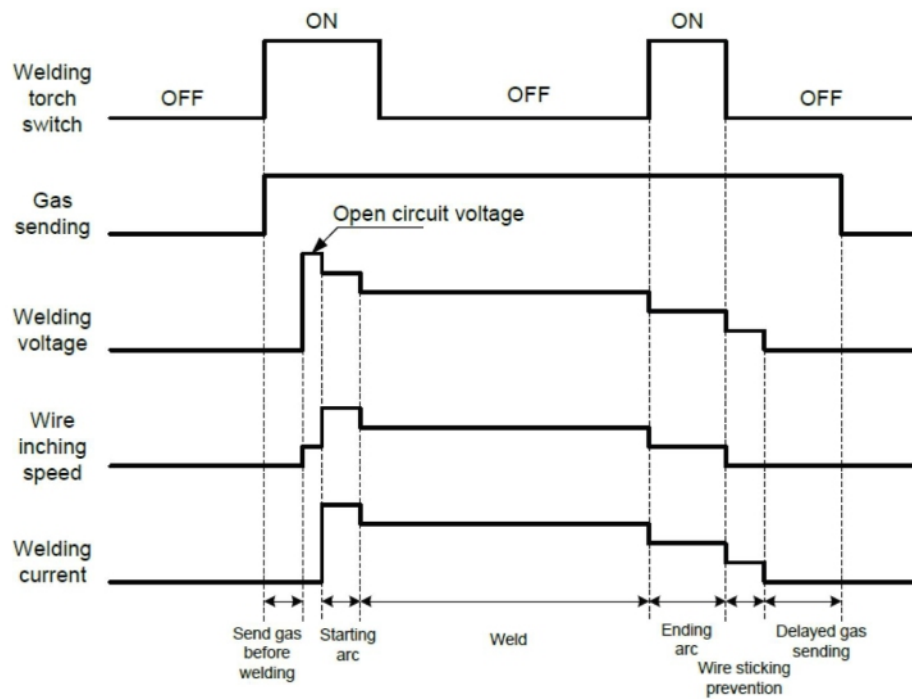 ON
ON
Welding
torch
switch
OFF
OFF
OFF
Gas
sending
Open circuit voltage
Welding
voltage
Wire
inching
speed
Welding
current
Send gas
before
welding
Starting
arc
Weld
Ending
arc
Wire sticking
prevention
Delayed gas
sending